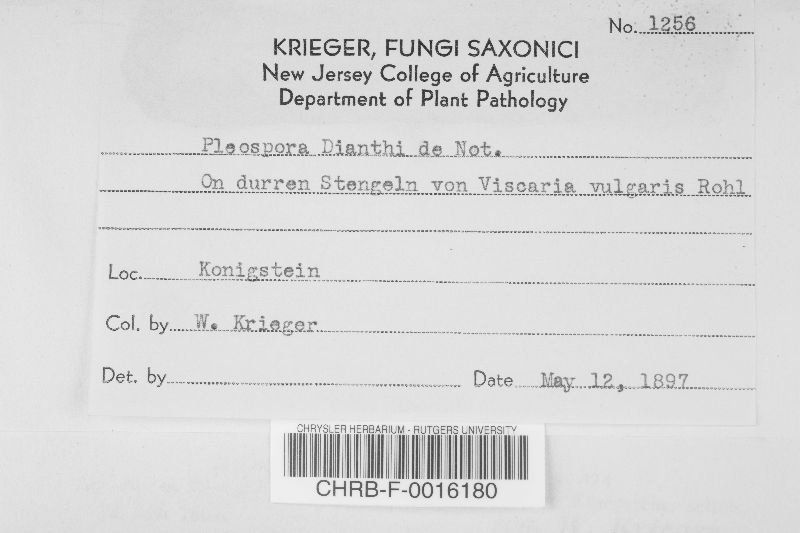 No. 1256
KRIEGER, FUNGI SAXONICI
New Jersey College of Agriculture
Department of Plant Pathology
Pleospora Dianthi de Not.
On durren Stengeln von Viscaria vulgaris Rohl
Loc. Konigstein
Col. by W. Krieger
Det. by Date May 12, 1897
CHRYSLER HERBARIUM - RUTGERS UNIVERSITY
CHRB-F-0016180